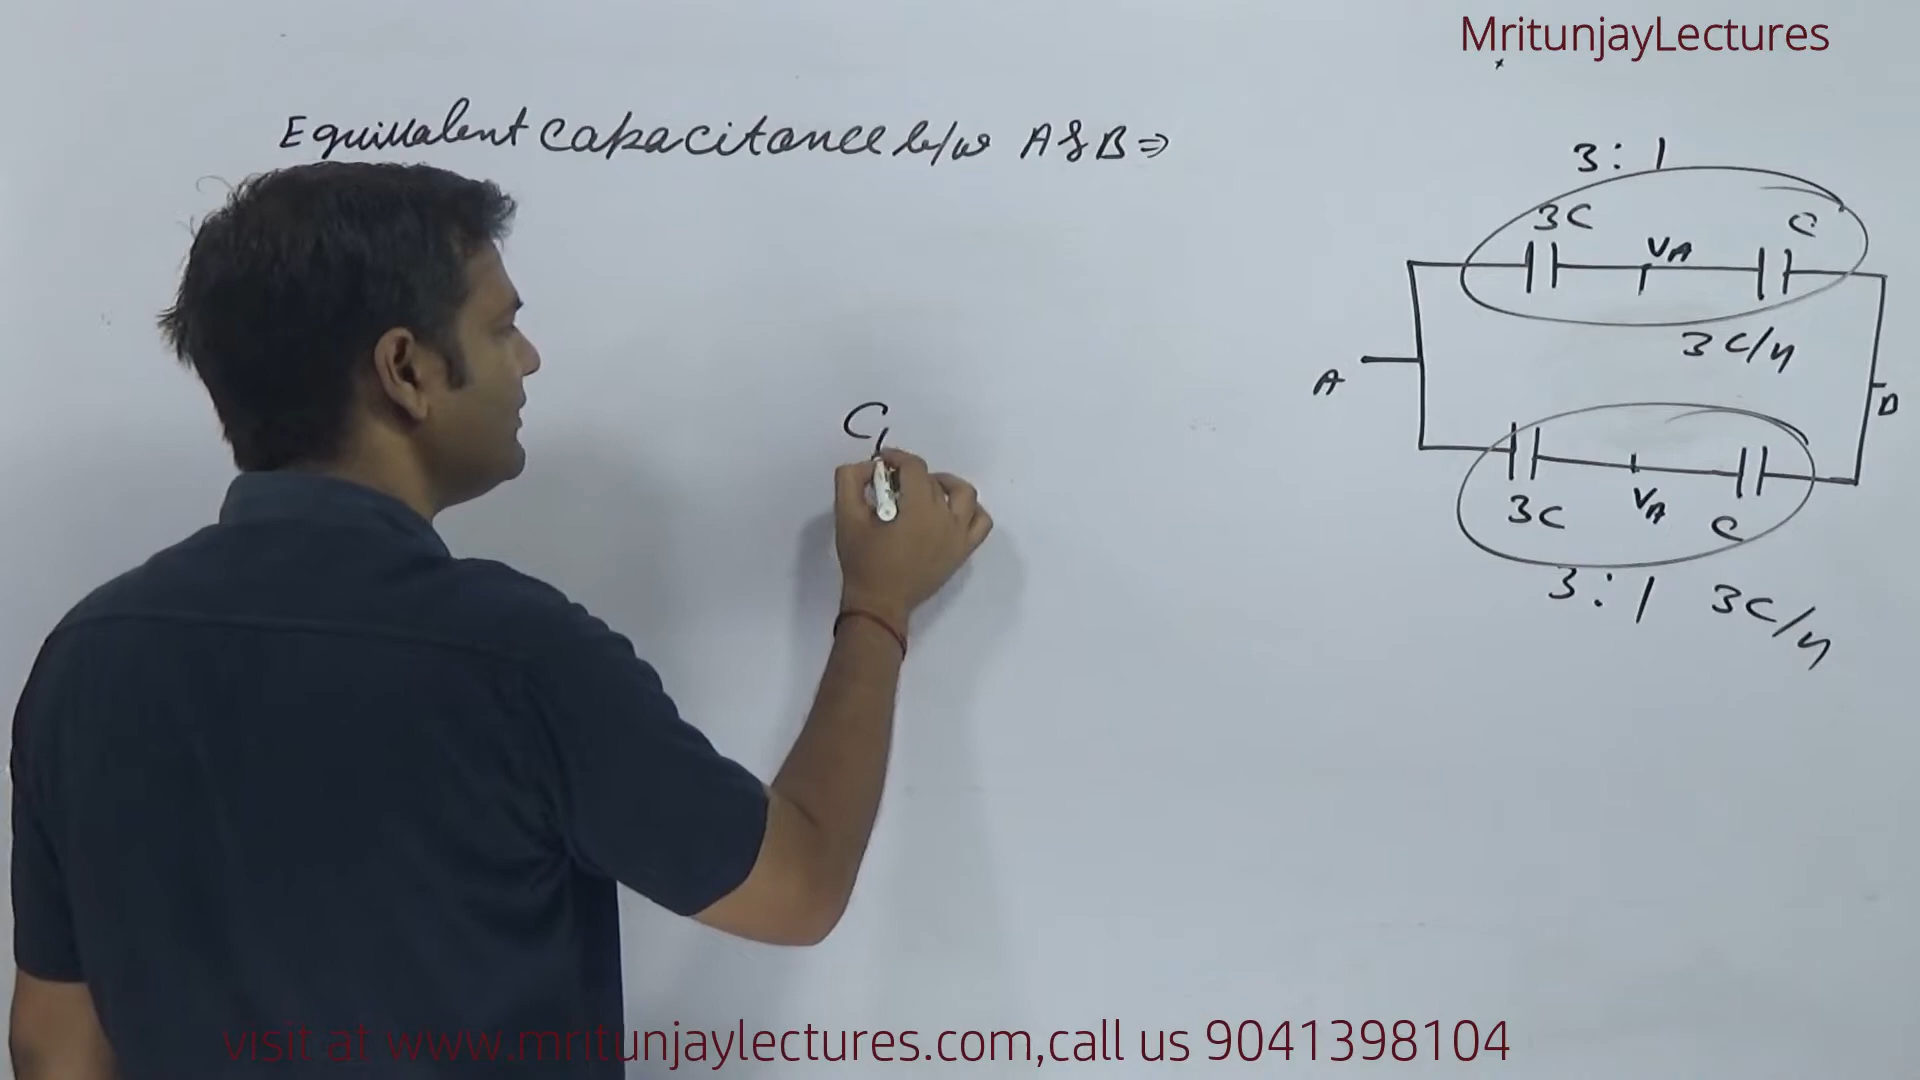 MritunjayLectures
Equivalent Capacitance b/w A & B ⇒
3:1
3C
C
VA
3C/4
A
B
3C
VA
C
3:1
3C/4
C1
visit at www.mritunjaylectures.com,call us 9041398104